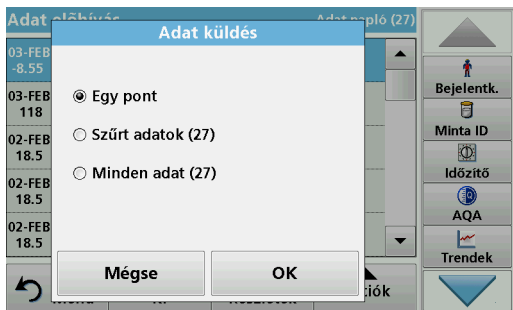 Adat előhívás
Adat napló (27)
Adat küldés
03-FEB
-8.55
03-FEB
118
02-FEB
18.5
02-FEB
18.5
02-FEB
18.5
Egy pont
Szűrt adatok (27)
Minden adat (27)
Mégse
OK
Bejelentk.
Minta ID
Időzítő
AQA
Trendek